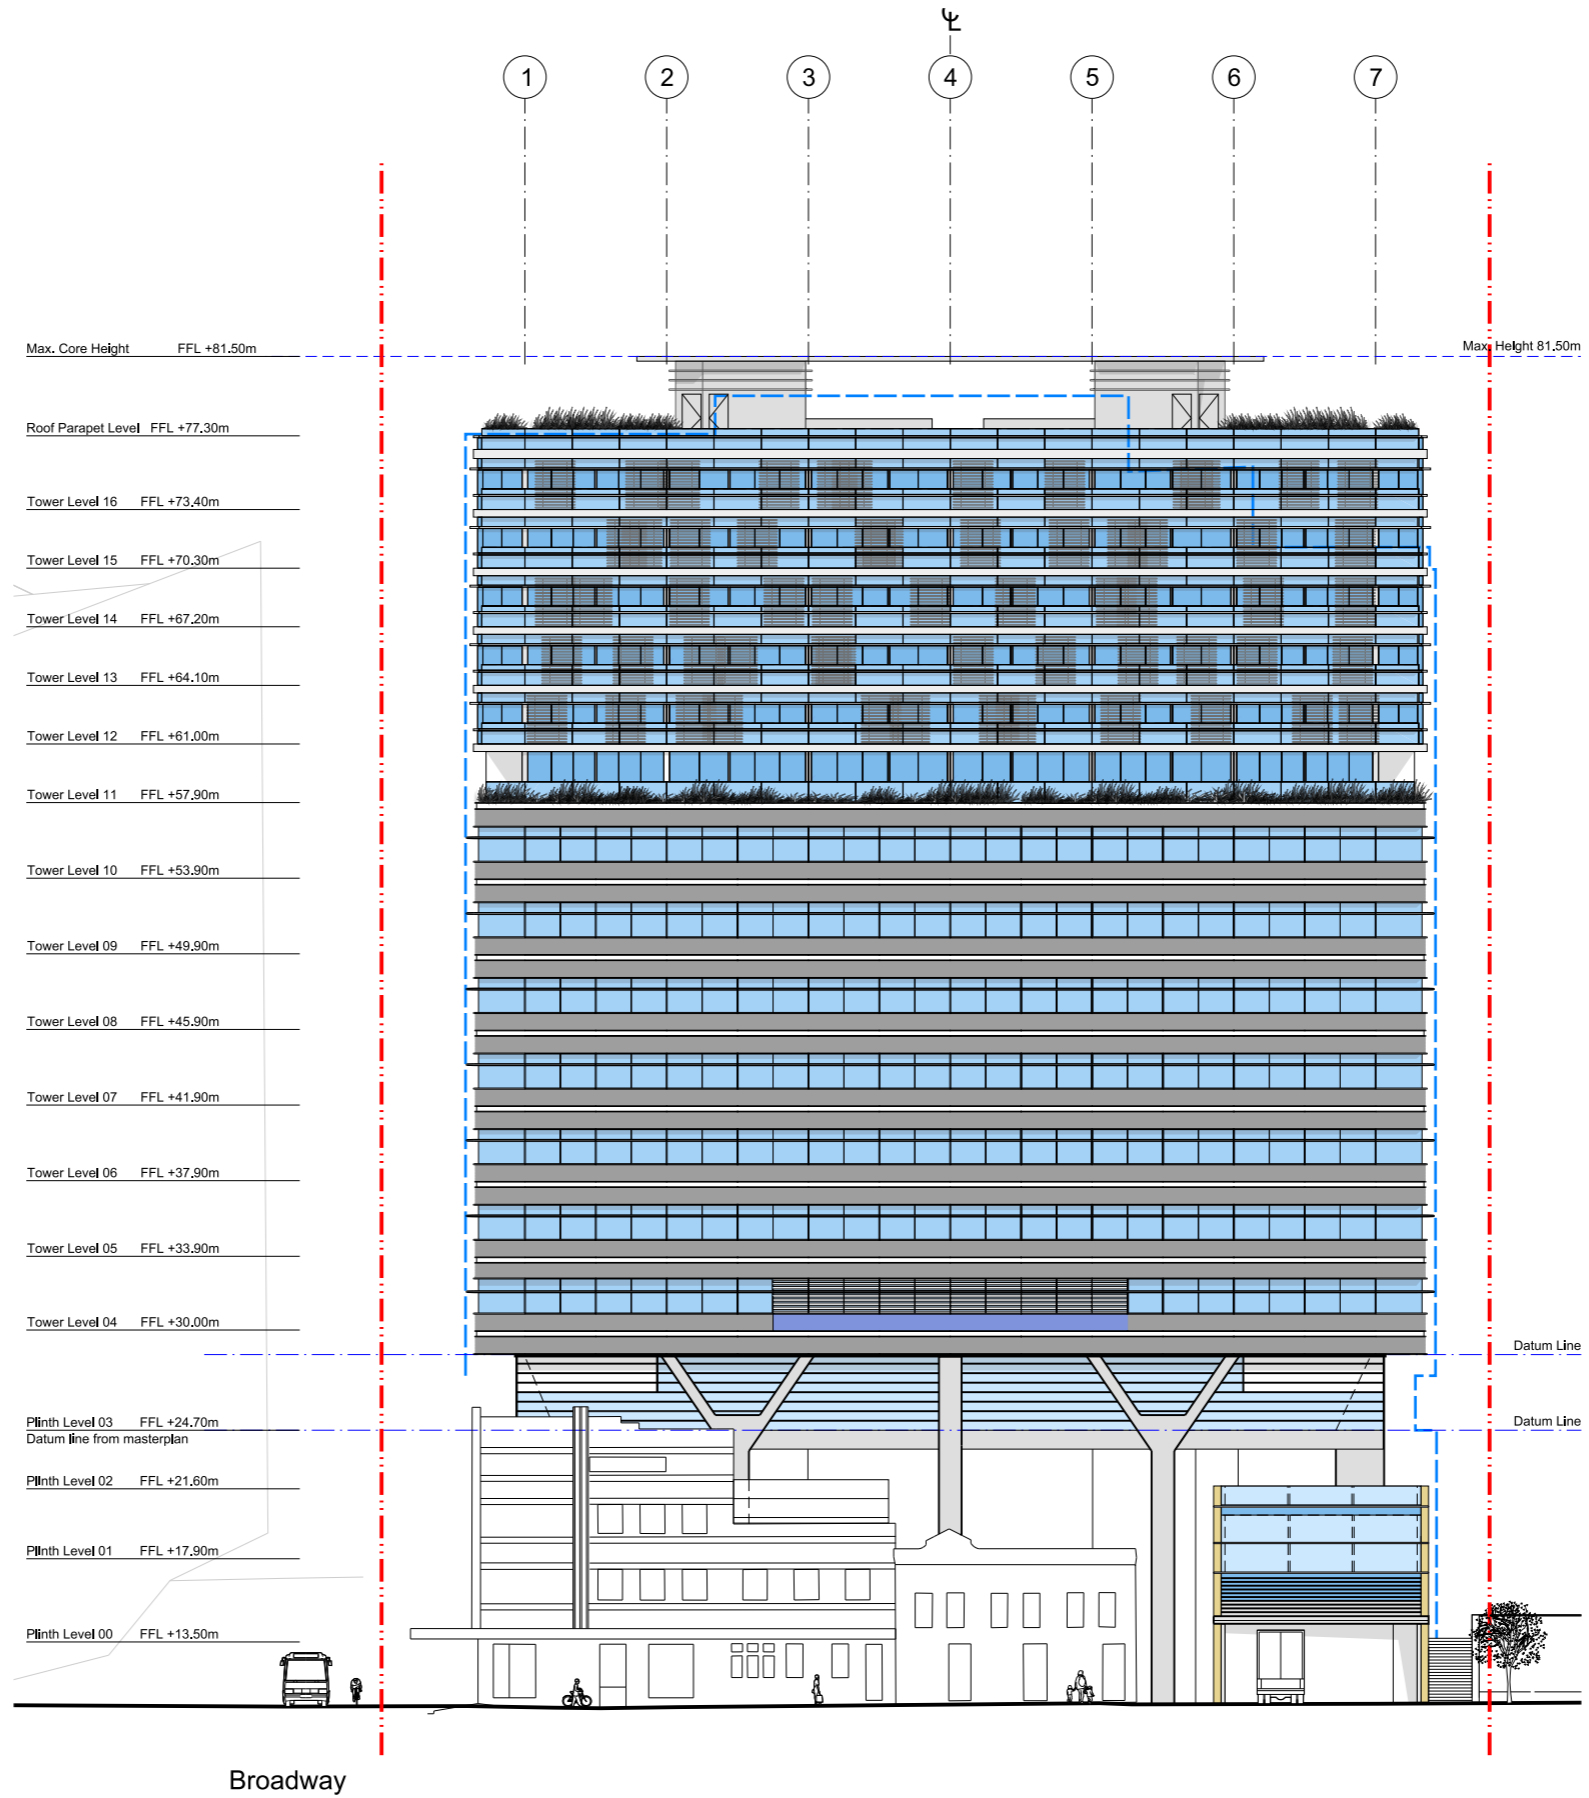 ℄
1 2 3 4 5 6 7
Max. Core Height FFL +81.50m
Max. Height 81.50m
Roof Parapet Level FFL +77.30m
Tower Level 16 FFL +73.40m
Tower Level 15 FFL +70.30m
Tower Level 14 FFL +67.20m
Tower Level 13 FFL +64.10m
Tower Level 12 FFL +61.00m
Tower Level 11 FFL +57.90m
Tower Level 10 FFL +53.90m
Tower Level 09 FFL +49.90m
Tower Level 08 FFL +45.90m
Tower Level 07 FFL +41.90m
Tower Level 06 FFL +37.90m
Tower Level 05 FFL +33.90m
Tower Level 04 FFL +30.00m
Datum Line
Plinth Level 03 FFL +24.70m
Datum Line
Datum line from masterplan
Plinth Level 02 FFL +21.60m
Plinth Level 01 FFL +17.90m
Plinth Level 00 FFL +13.50m
Broadway